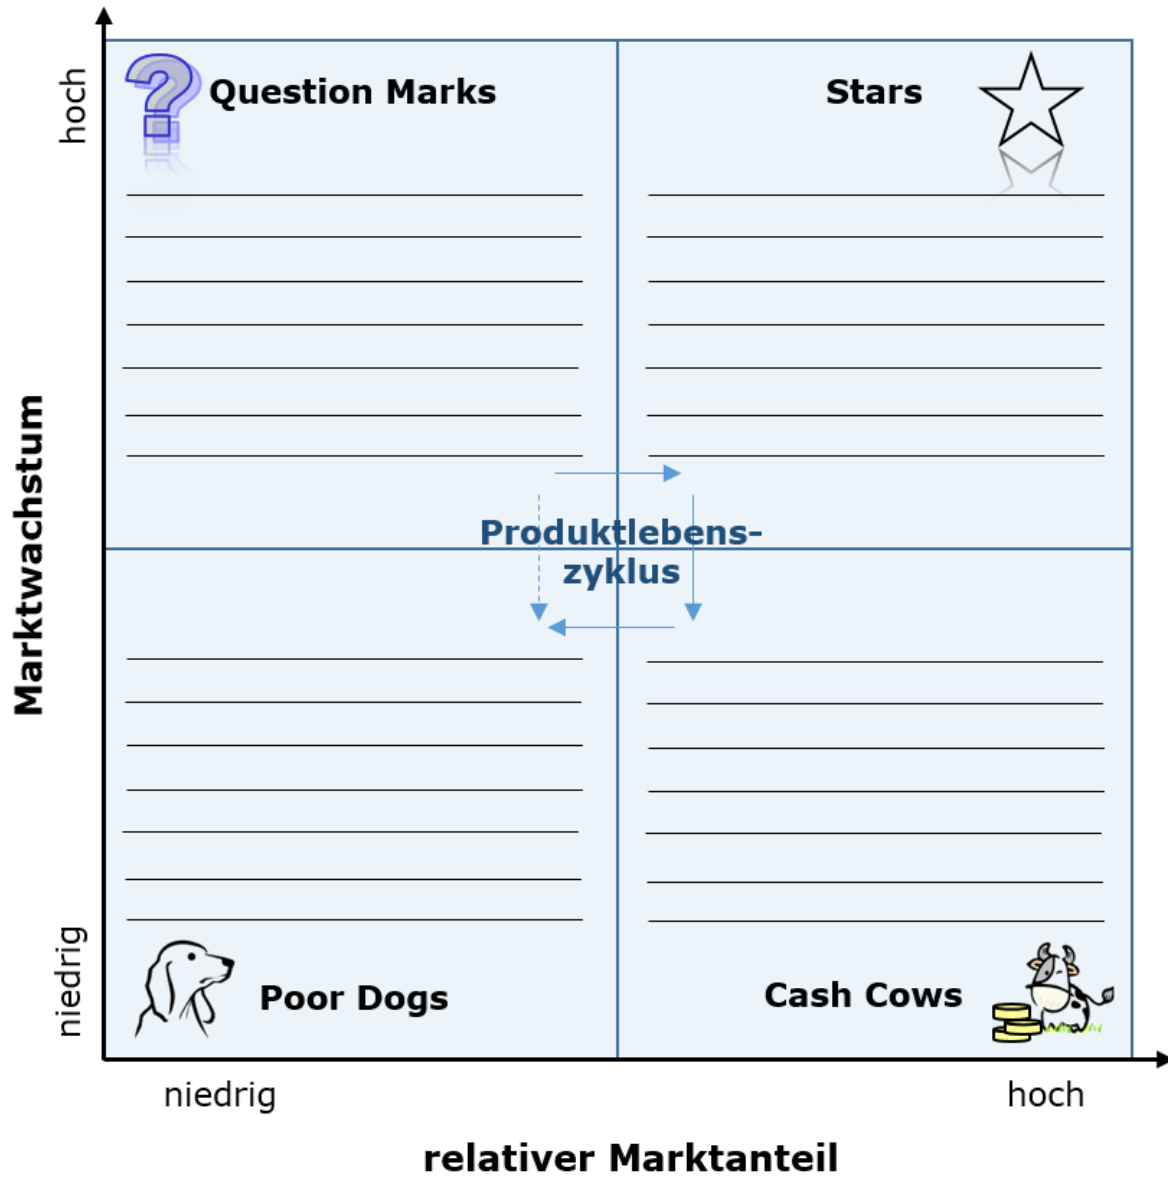 hoch
Question Marks
Stars
Marktwachstum
Produktlebens-
zyklus
niedrig
Poor Dogs
Cash Cows
niedrig
hoch
relativer Marktanteil